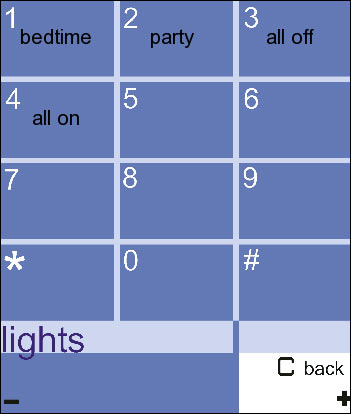 1 2 3
bedtime party all off
4 5 6
all on
7 8 9
* 0 #
lights
C back
- +